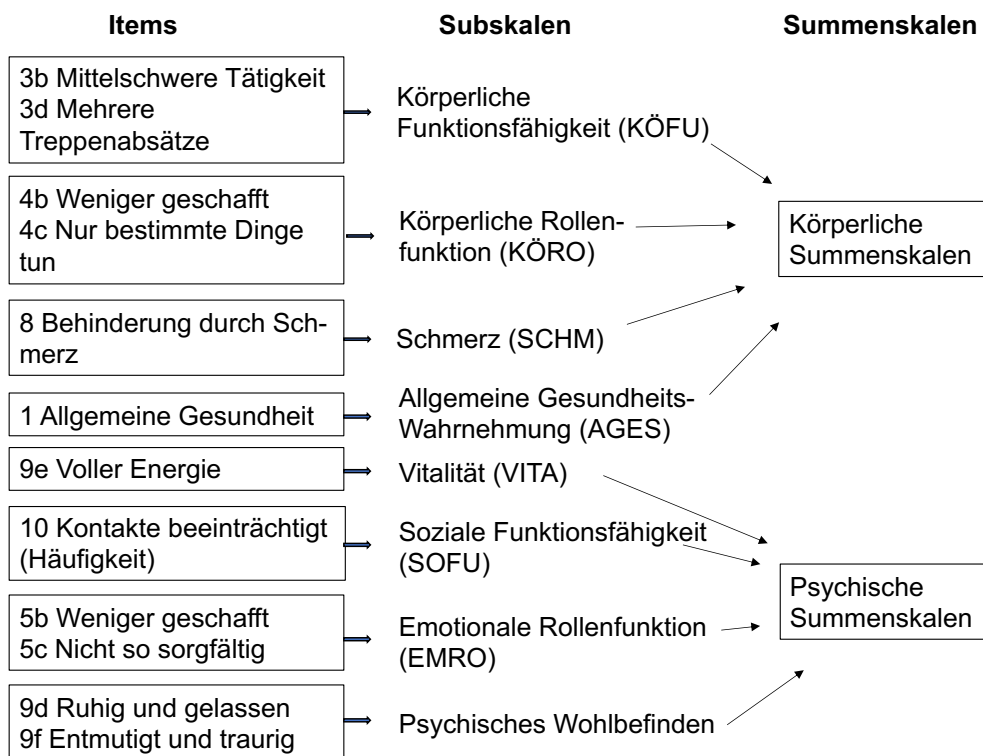 Items Subskalen Summenskalen
3b Mittelschwere Tätigkeit
3d Mehrere
Treppenabsätze
Körperliche
Funktionsfähigkeit (KÖFU)
4b Weniger geschafft
4c Nur bestimmte Dinge
tun
Körperliche Rollen-
funktion (KÖRO)
Körperliche
Summenskalen
8 Behinderung durch Sch-
merz
Schmerz (SCHM)
1 Allgemeine Gesundheit
Allgemeine Gesundheits-
Wahrnehmung (AGES)
9e Voller Energie
Vitalität (VITA)
10 Kontakte beeinträchtigt
(Häufigkeit)
Soziale Funktionsfähigkeit
(SOFU)
Psychische
Summenskalen
5b Weniger geschafft
5c Nicht so sorgfältig
Emotionale Rollenfunktion
(EMRO)
9d Ruhig und gelassen
9f Entmutigt und traurig
Psychisches Wohlbefinden